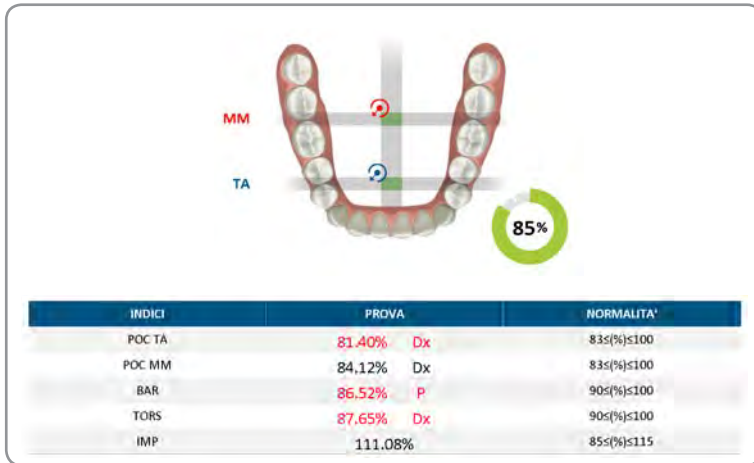 MM
TA
85%
INDICI PROVA NORMALITA'
POC TA 81.40% Dx 83≤(%)≤100
POC MM 84,12% Dx 83≤(%)≤100
BAR 86.52% P 90≤(%)≤100
TORS 87.65% Dx 90≤(%)≤100
IMP 111.08% 85≤(%)≤115